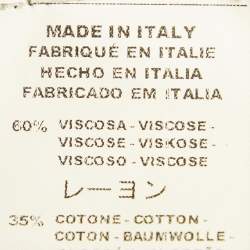 MADE IN ITALY
FABRIQUÉ EN ITALIE
HECHO EN ITALIA
FABRICADO EM ITALIA
60% VISCOSA - VISCOSE -
VISCOSE - VISKOSE -
VISCOSO - VISCOSE
レーヨン
35% COTONE - COTTON -
COTON - BAUMWOLLE -